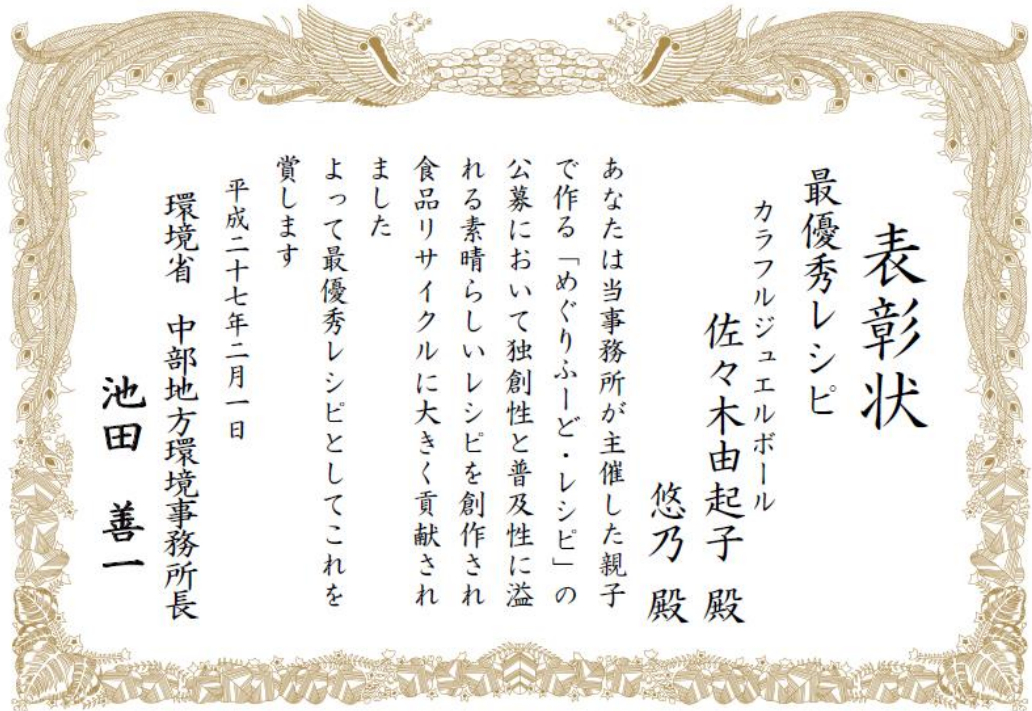 表彰状
最優秀レシピ
カラフルジュエルボール
佐々木由起子 殿
悠乃 殿
あなたは当事務所が主催した親子
で作る「めぐりふーど・レシピ」の
公募において独創性と普及性に溢
れる素晴らしいレシピを創作され
食品リサイクルに大きく貢献され
ました
よって最優秀レシピとしてこれを
賞します
平成二十七年二月一日
環境省 中部地方環境事務所長
池田 善一